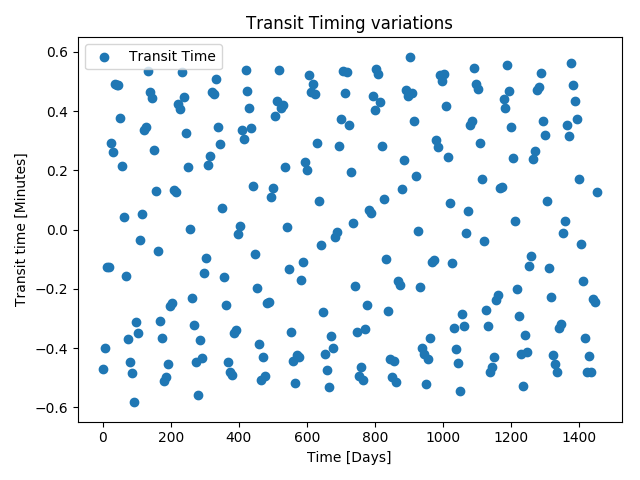 Transit Timing variations
Transit Time
Transit time [Minutes]
0.6
0.4
0.2
0.0
−0.2
−0.4
−0.6
0 200 400 600 800 1000 1200 1400
Time [Days]